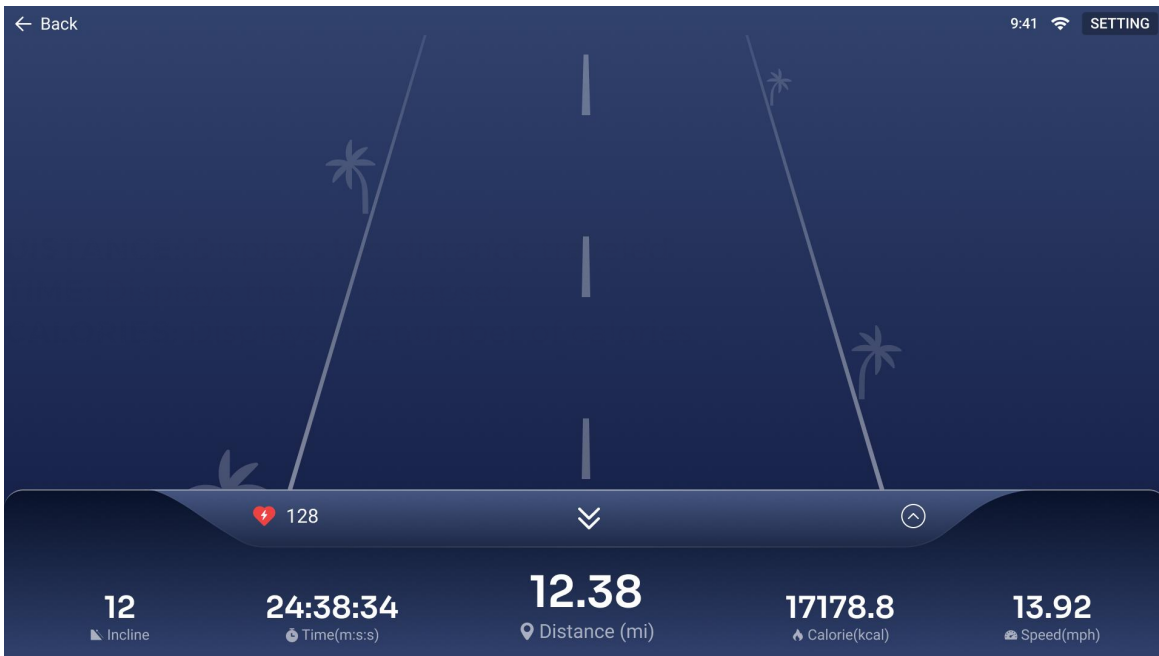 Back
9:41
SETTING
128
12
Incline
24:38:34
Time(m:s:s)
12.38
Distance (mi)
17178.8
Calorie(kcal)
13.92
Speed(mph)